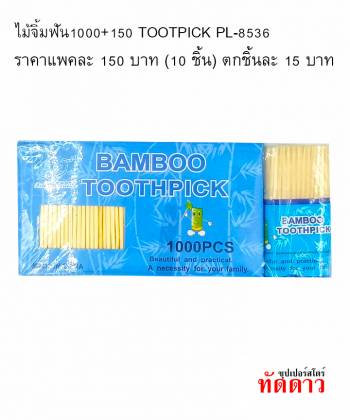 ไม้จิ้มฟัน1000+150 TOOTPICK PL-8536
ราคาแพคละ 150 บาท (10 ชิ้น) ตกชิ้นละ 15 บาท
BAMBOO
TOOTHPICK
1000PCS
Beautiful and practical.
A necessity for your family.
BAMBOO
TOOTHPICK
ซุปเปอร์สโตร์
ทัดดาว